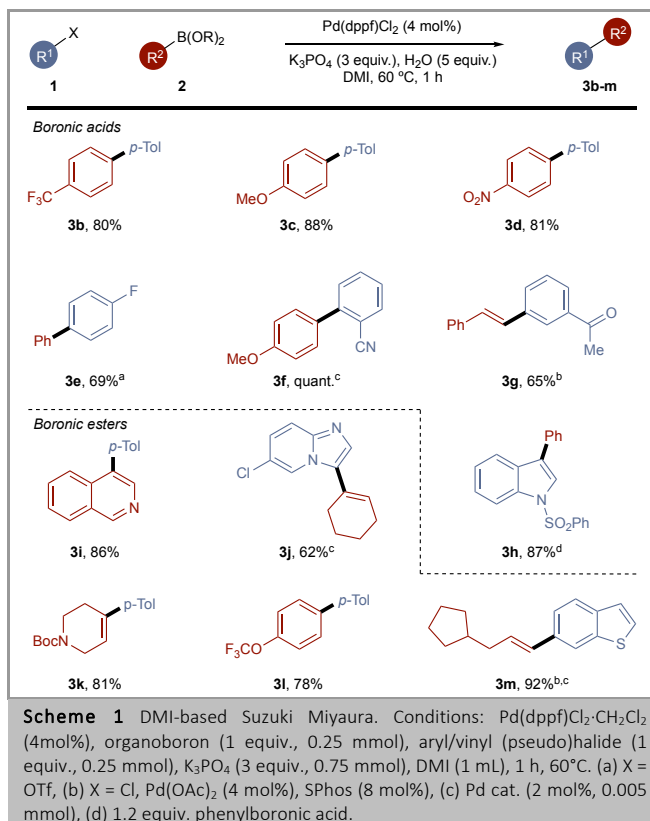 X
R¹
1
B(OR)₂
R²
2
Pd(dppf)Cl₂ (4 mol%)
K₃PO₄ (3 equiv.), H₂O (5 equiv.)
DMI, 60 ºC, 1 h
R²
R¹
3b-m
Boronic acids
p-Tol
F₃C
3b, 80%
p-Tol
MeO
3c, 88%
p-Tol
O₂N
3d, 81%
F
Ph
3e, 69%ᵃ
MeO
CN
3f, quant.ᶜ
Ph
O
Me
3g, 65%ᵇ
Boronic esters
p-Tol
N
3i, 86%
N
N
Cl
3j, 62%ᶜ
Ph
N
SO₂Ph
3h, 87%ᵈ
p-Tol
BocN
3k, 81%
p-Tol
F₃CO
3l, 78%
S
3m, 92%ᵇ,ᶜ
Scheme 1 DMI-based Suzuki Miyaura. Conditions: Pd(dppf)Cl₂·CH₂Cl₂
(4mol%), organoboron (1 equiv., 0.25 mmol), aryl/vinyl (pseudo)halide (1
equiv., 0.25 mmol), K₃PO₄ (3 equiv., 0.75 mmol), DMI (1 mL), 1 h, 60°. (a) X =
OTf, (b) X = Cl, Pd(OAc)₂ (4 mol%), SPhos (8 mol%), (c) Pd cat. (2 mol%, 0.005
mmol), (d) 1.2 equiv. phenylboronic acid.